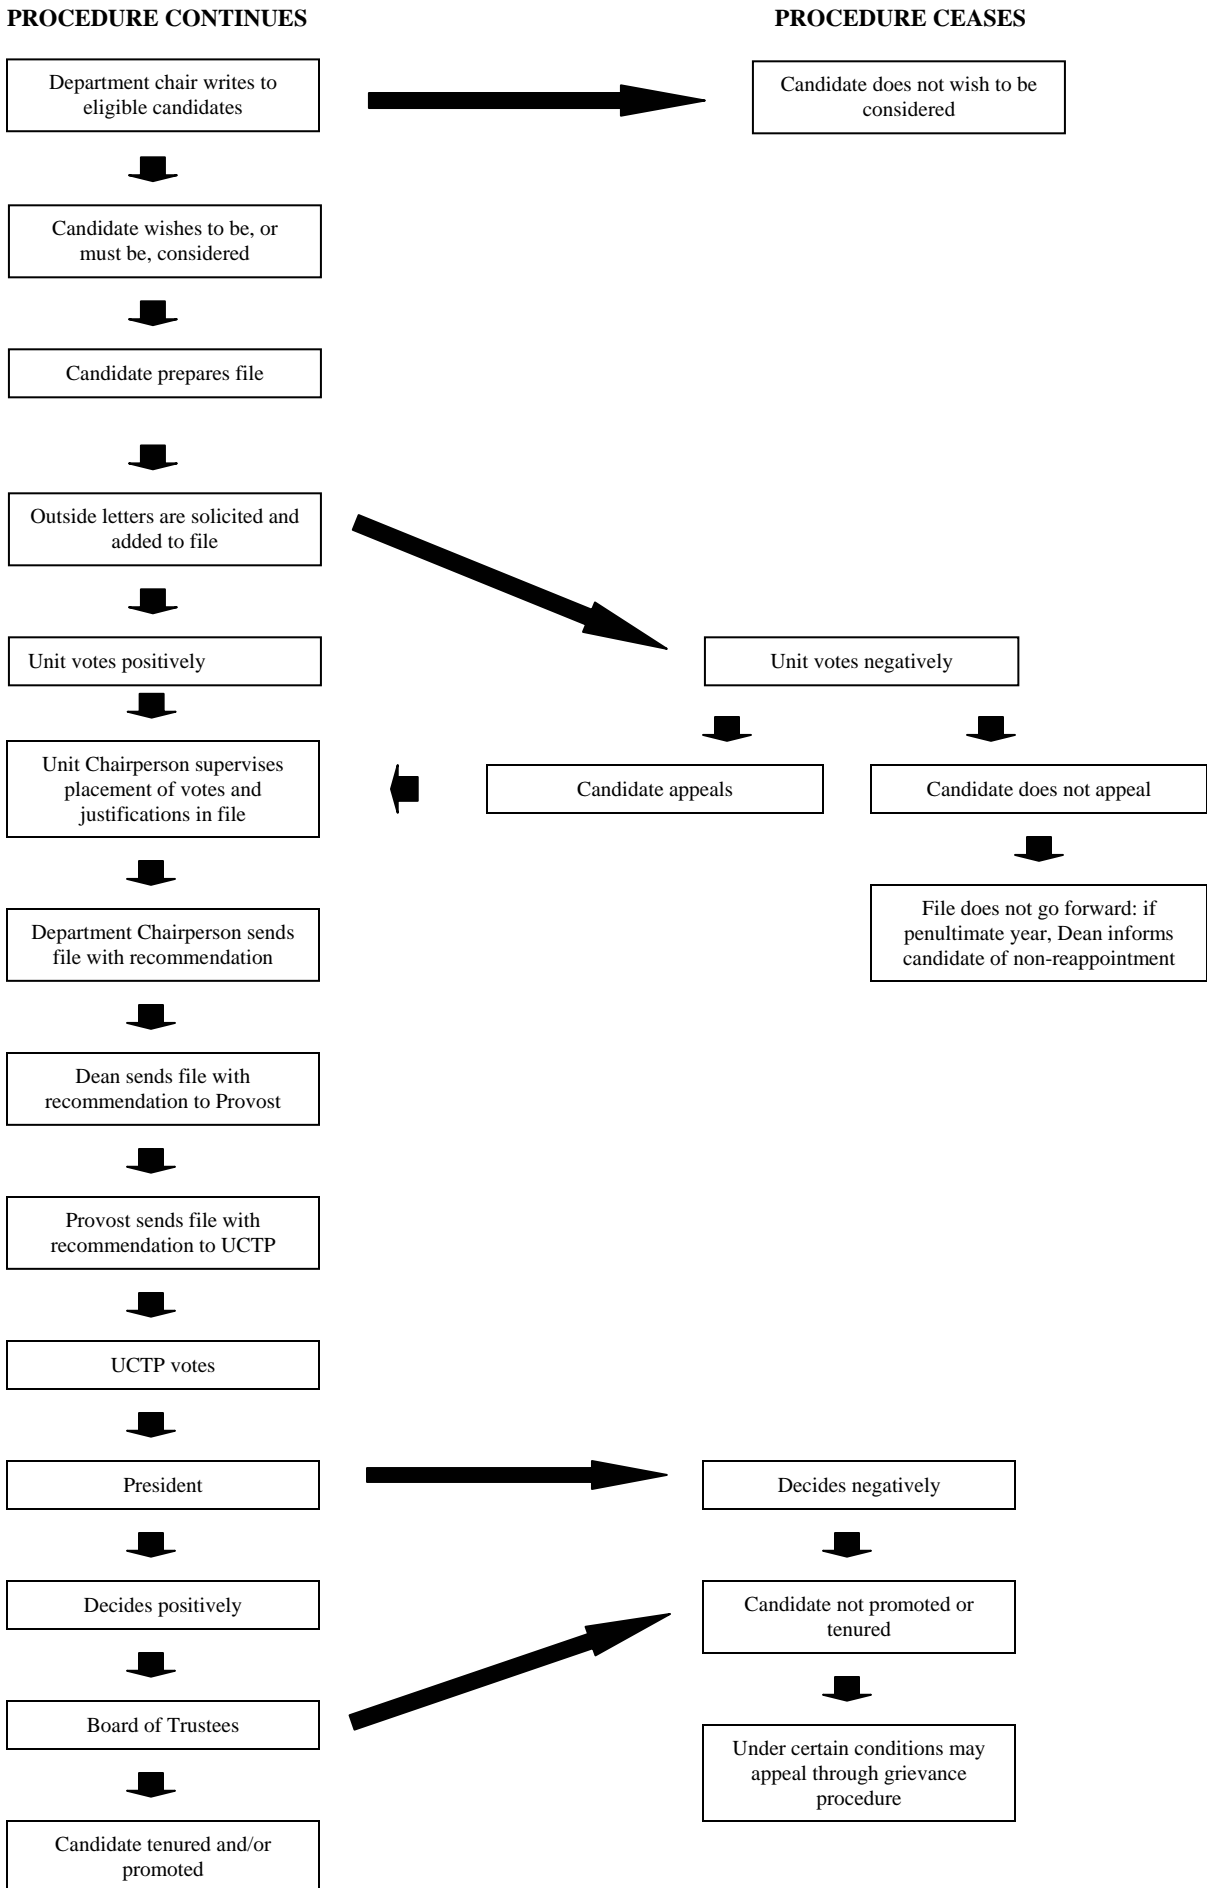 PROCEDURE CONTINUES
PROCEDURE CEASES
Department chair writes to
eligible candidates
Candidate does not wish to be
considered
Candidate wishes to be, or
must be, considered
Candidate prepares file
Outside letters are solicited and
added to file
Unit votes positively
Unit votes negatively
Unit Chairperson supervises
placement of votes and
justifications in file
Candidate appeals
Candidate does not appeal
File does not go forward: if
penultimate year, Dean informs
candidate of non-reappointment
Department Chairperson sends
file with recommendation
Dean sends file with
recommendation to Provost
Provost sends file with
recommendation to UCTP
UCTP votes
President
Decides negatively
Decides positively
Candidate not promoted or
tenured
Board of Trustees
Under certain conditions may
appeal through grievance
procedure
Candidate tenured and/or
promoted